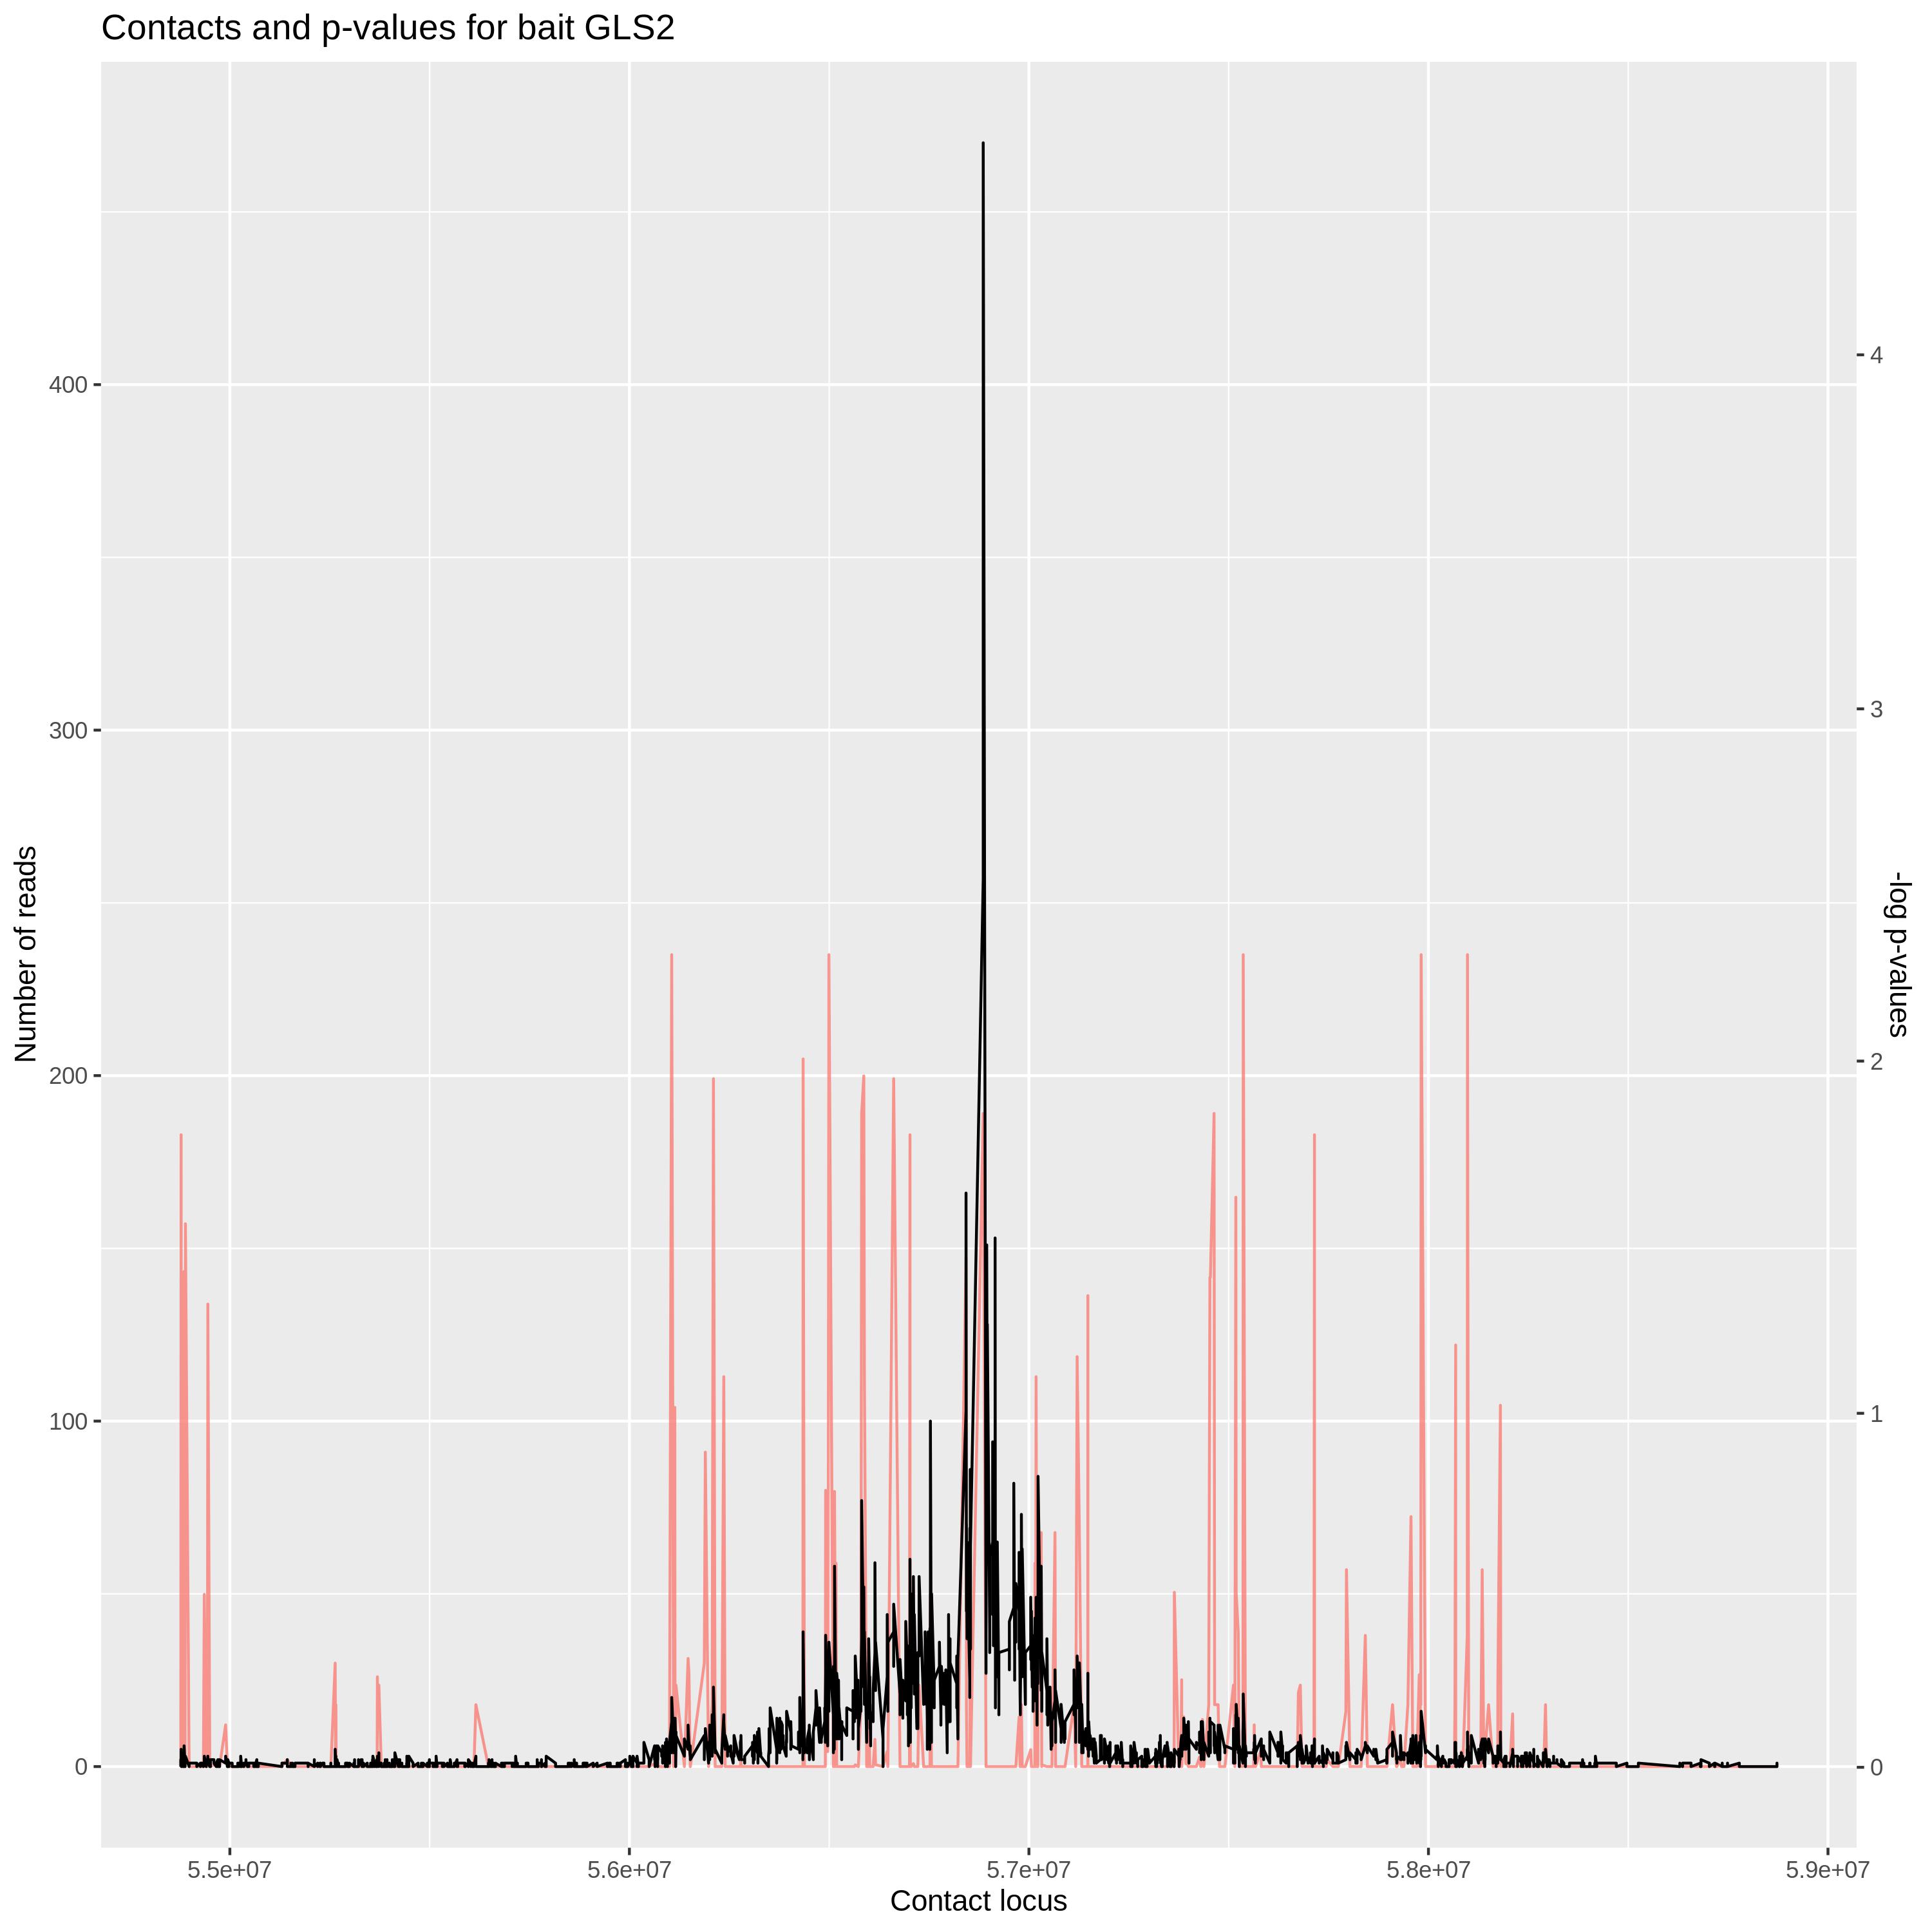 Contacts and p-values for bait GLS2
Number of reads
400
300
200
100
0
4
3
2
1
0
-log p-values
5.5e+07 5.6e+07 5.7e+07 5.8e+07 5.9e+07
Contact locus